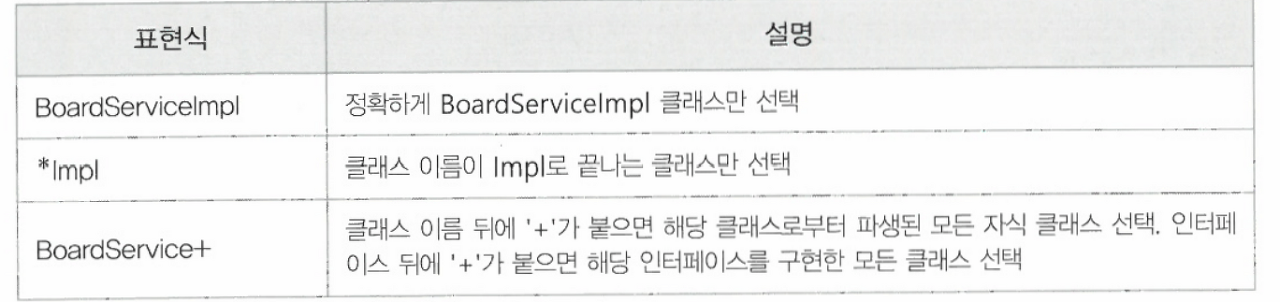 표현식
설명
BoardServiceImpl
정확하게 BoardServiceImpl 클래스만 선택
*Impl
클래스 이름이 Impl로 끝나는 클래스만 선택
BoardService+
클래스 이름 뒤에 '+'가 붙으면 해당 클래스로부터 파생된 모든 자식 클래스 선택. 인터페
이스 뒤에 '+'가 붙으면 해당 인터페이스를 구현한 모든 클래스 선택